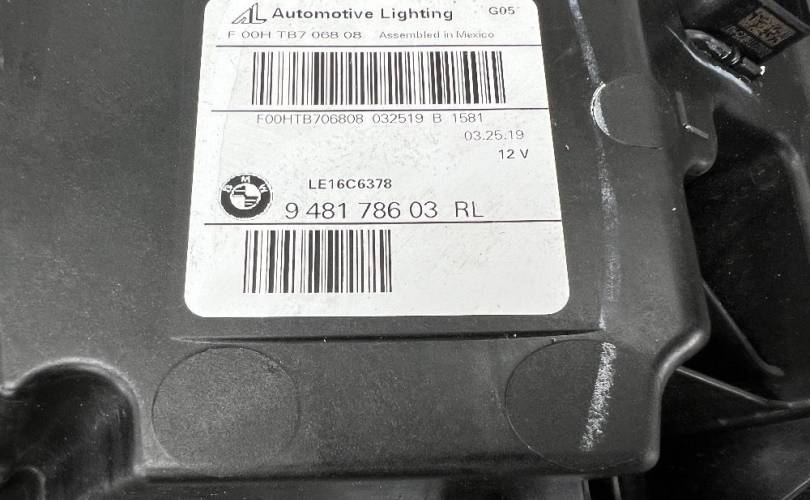 AL Automotive Lighting G05
F 00H TB7 068 08 Assembled in Mexico
F00HTB706808 032519 B 1581
03.25.19
12 V
BMW
LE16C6378
9 481 786 03 RL